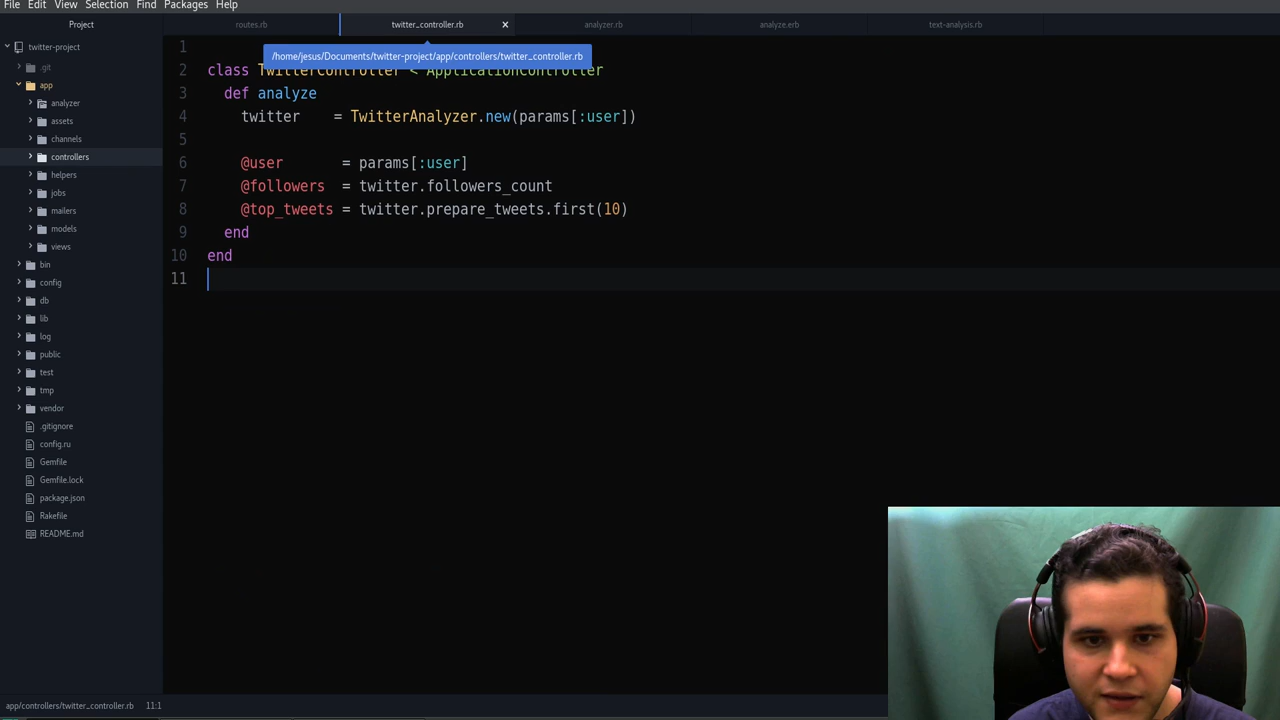 File Edit View Selection Find Packages Help
Project
routes.rb
twitter_controller.rb
analyzer.rb
analyze.erb
text-analysis.rb
/home/jesus/Documents/twitter-project/app/controllers/twitter_controller.rb
twitter-project
.git
app
analyzer
assets
channels
controllers
helpers
jobs
mailers
models
views
bin
config
db
lib
log
public
test
tmp
vendor
.gitignore
config.ru
Gemfile
Gemfile.lock
package.json
Rakefile
README.md
1
2 class TwitterController < ApplicationController
3 def analyze
4 twitter = TwitterAnalyzer.new(params[:user])
5
6 @user = params[:user]
7 @followers = twitter.followers_count
8 @top_tweets = twitter.prepare_tweets.first(10)
9 end
10 end
11
app/controllers/twitter_controller.rb 11:1